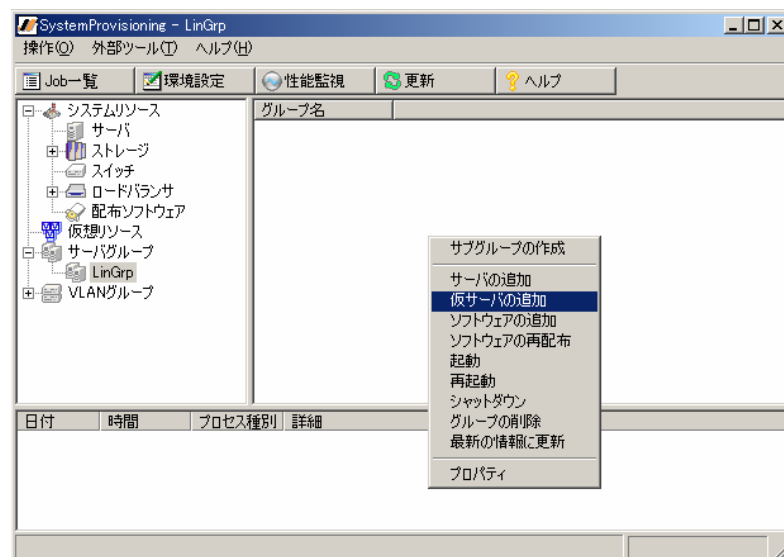 SystemProvisioning - LinGrp
操作(O) 外部ツール(T) ヘルプ(H)
Job一覧 環境設定 性能監視 更新 ヘルプ
システムリソース
サーバ
ストレージ
スイッチ
ロードバランサ
配布ソフトウェア
仮想リソース
サーバグループ
LinGrp
VLANグループ
グループ名
サブグループの作成
サーバの追加
仮サーバの追加
ソフトウェアの追加
ソフトウェアの再配布
起動
再起動
シャットダウン
グループの削除
最新の情報に更新
プロパティ
日付 時間 プロセス種別 詳細